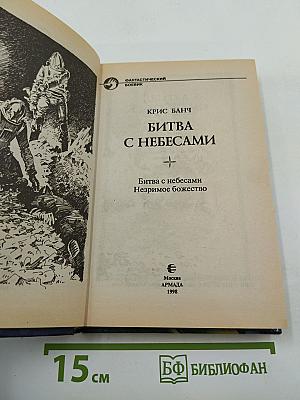 ФАНТАСТИЧЕСКИЙ
БОЕВИК
КРИС БАНЧ
БИТВА
С НЕБЕСАМИ
Битва с небесами
Незримое божество
Москва
АРМАДА
1998
15 см
БФ БИБЛИОФАН